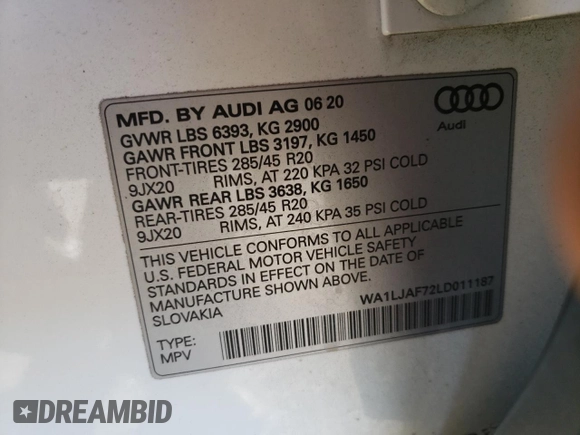 MFD. BY AUDI AG 06 20
GVWR LBS 6393, KG 2900
GAWR FRONT LBS 3197, KG 1450
FRONT-TIRES 285/45 R20
9JX20 RIMS, AT 220 KPA 32 PSI COLD
GAWR REAR LBS 3638, KG 1650
REAR-TIRES 285/45 R20
9JX20 RIMS, AT 240 KPA 35 PSI COLD
Audi
THIS VEHICLE CONFORMS TO ALL APPLICABLE
U.S. FEDERAL MOTOR VEHICLE SAFETY
STANDARDS IN EFFECT ON THE DATE OF
MANUFACTURE SHOWN ABOVE.
SLOVAKIA
WA1LJAF72LD011187
TYPE:
MPV
DREAMBID